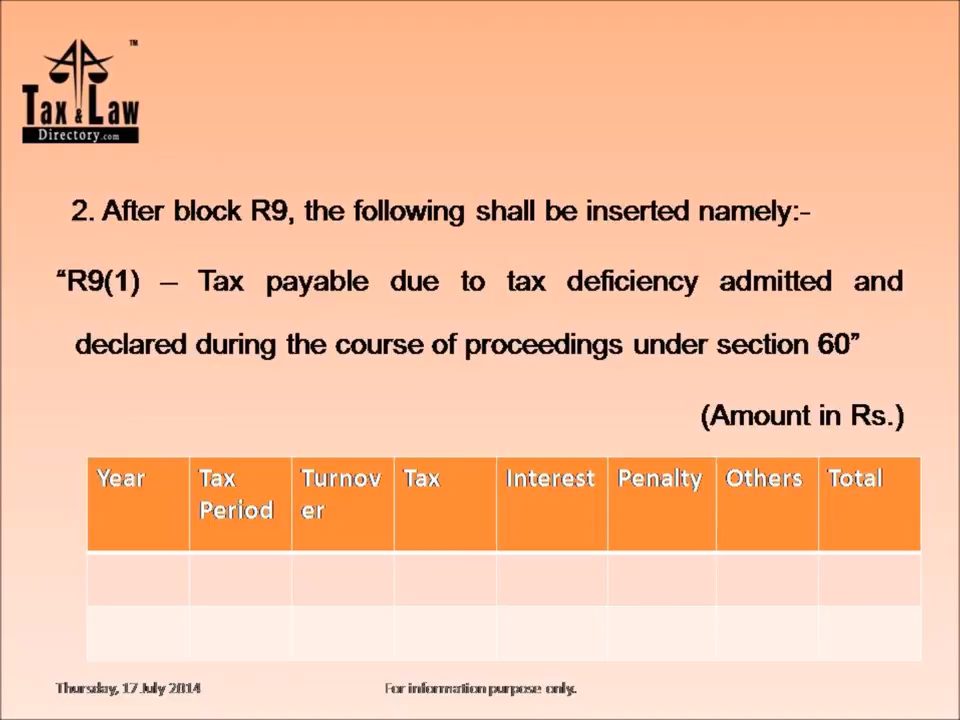 TM
Tax & Law
Directory.com
2. After block R9, the following shall be inserted namely:-
“R9(1) – Tax payable due to tax deficiency admitted and
declared during the course of proceedings under section 60”
(Amount in Rs.)
Year Tax Period Turnover Tax Interest Penalty Others Total
Thursday, 17 July 2014 For information purpose only.